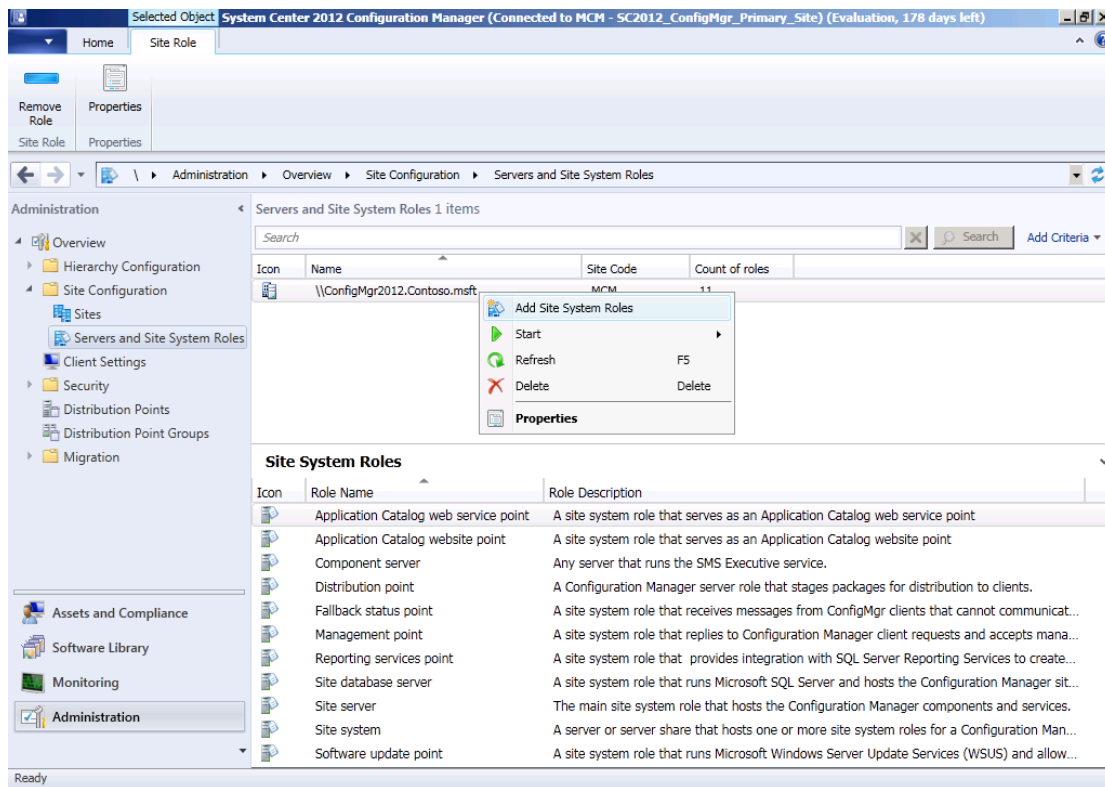 Selected Object System Center 2012 Configuration Manager (Connected to MCM - SC2012_ConfigMgr_Primary_Site) (Evaluation, 178 days left)
Home Site Role
Remove Role
Properties
Site Role Properties
\ Administration Overview Site Configuration Servers and Site System Roles
Administration
Overview
Hierarchy Configuration
Site Configuration
Sites
Servers and Site System Roles
Client Settings
Security
Distribution Points
Distribution Point Groups
Migration
Assets and Compliance
Software Library
Monitoring
Administration
Servers and Site System Roles 1 items
Search Search Add Criteria
Icon Name Site Code Count of roles
\\ConfigMgr2012.Contoso.msft MCM 11
Add Site System Roles
Start
Refresh F5
Delete Delete
Properties
Site System Roles
Icon Role Name Role Description
Application Catalog web service point A site system role that serves as an Application Catalog web service point
Application Catalog website point A site system role that serves as an Application Catalog website point
Component server Any server that runs the SMS Executive service.
Distribution point A Configuration Manager server role that stages packages for distribution to clients.
Fallback status point A site system role that receives messages from ConfigMgr clients that cannot communicat...
Management point A site system role that replies to Configuration Manager client requests and accepts mana...
Reporting services point A site system role that provides integration with SQL Server Reporting Services to create...
Site database server A site system role that runs Microsoft SQL Server and hosts the Configuration Manager sit...
Site server The main site system role that hosts the Configuration Manager components and services.
Site system A server or server share that hosts one or more site system roles for a Configuration Man...
Software update point A site system role that runs Microsoft Windows Server Update Services (WSUS) and allow...
Ready